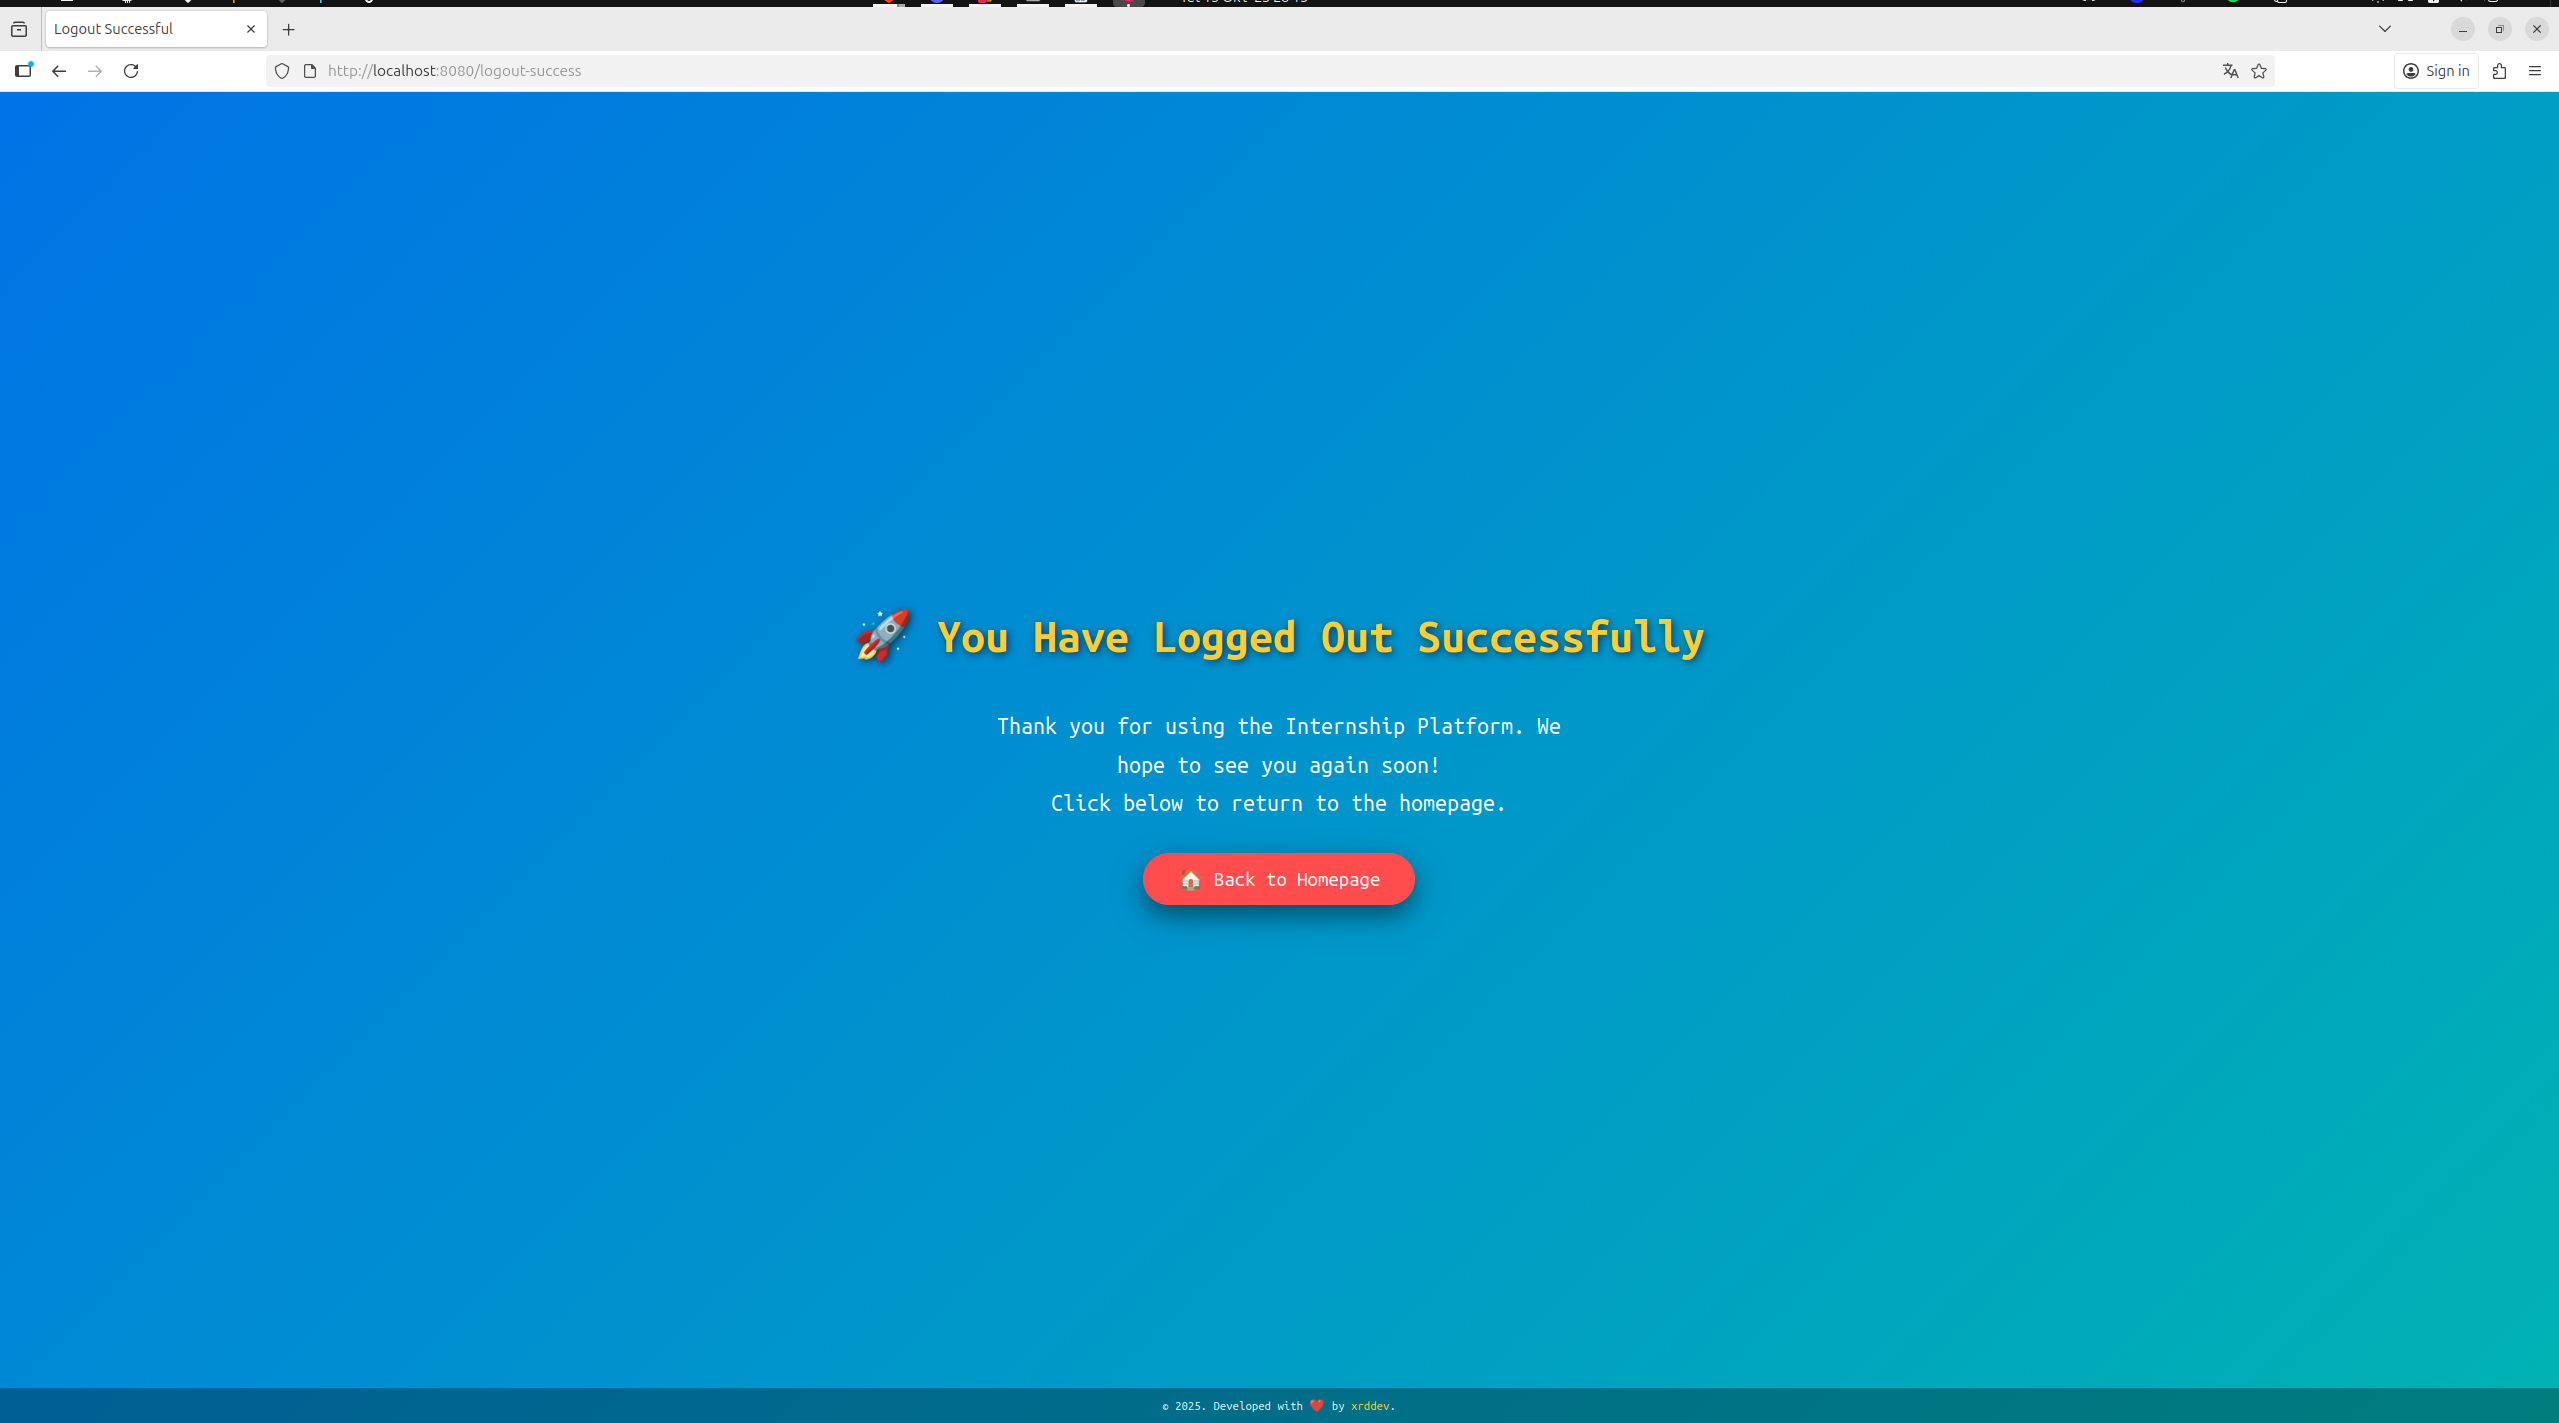 Logout Successful
http://localhost:8080/logout-success
Sign in
🚀 You Have Logged Out Successfully
Thank you for using the Internship Platform. We
hope to see you again soon!
Click below to return to the homepage.
🏠 Back to Homepage
© 2025. Developed with ❤️ by xrddev.